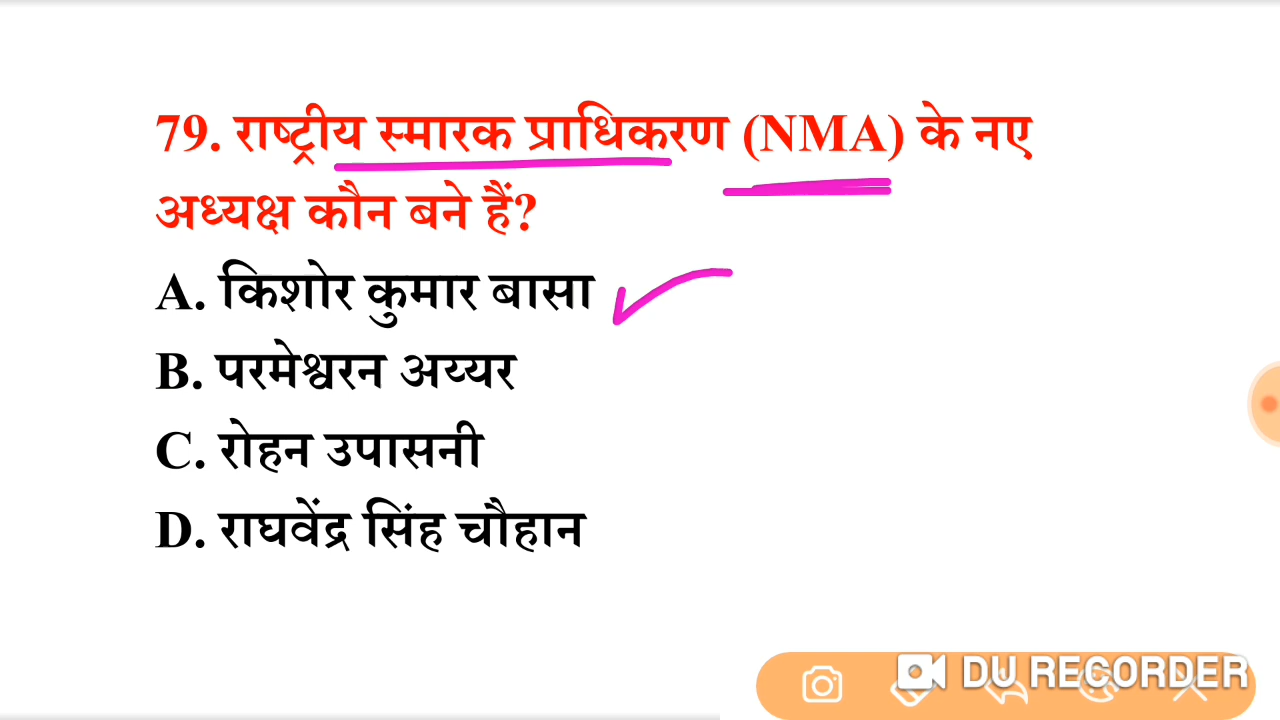 79. राष्ट्रीय स्मारक प्राधिकरण (NMA) के नए
अध्यक्ष कौन बने हैं?
A. किशोर कुमार बासा
B. परमेश्वरन अय्यर
C. रोहन उपासनी
D. राघवेंद्र सिंह चौहान
DU RECORDER